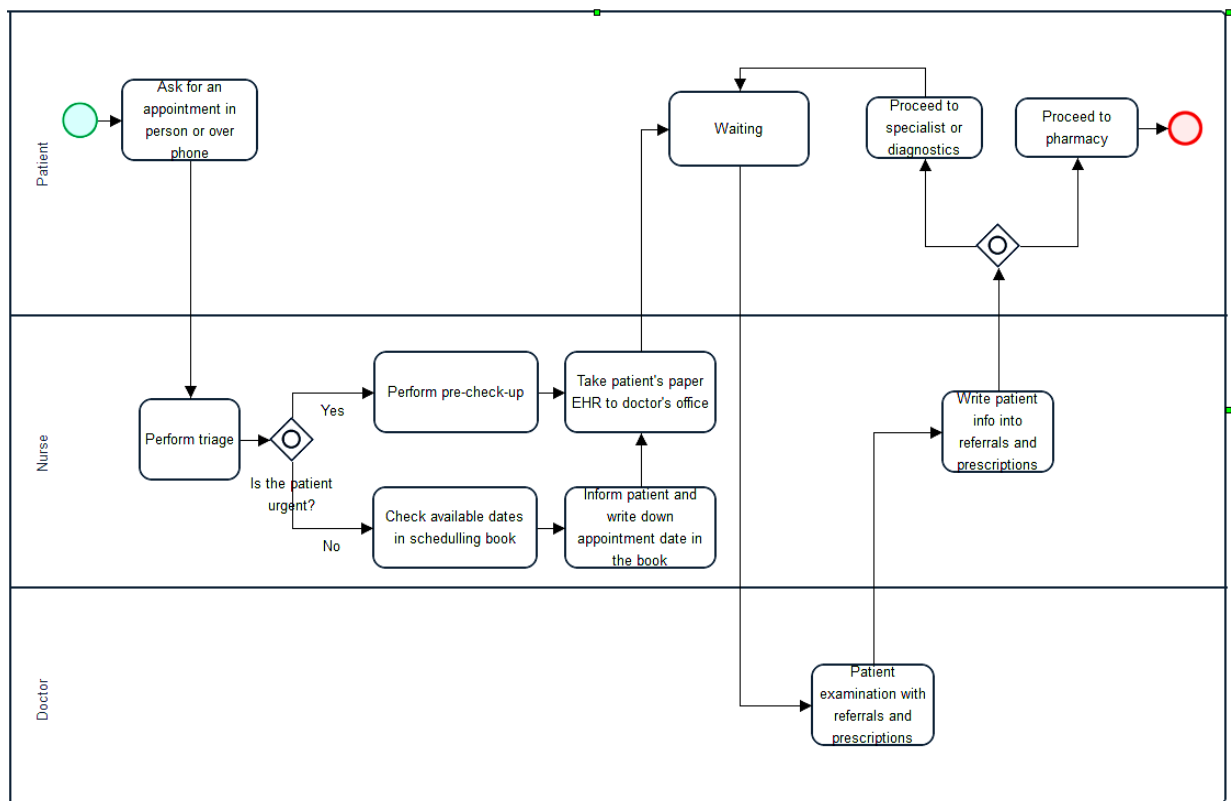 Patient
Ask for an
appointment in
person or over
phone
Waiting
Proceed to
specialist or
diagnostics
Proceed to
pharmacy
Nurse
Perform triage
Is the patient
urgent?
Yes
No
Perform pre-check-up
Take patient's paper
EHR to doctor's office
Check available dates
in schedulling book
Inform patient and
write down
appointment date in
the book
Write patient
info into
referrals and
prescriptions
Doctor
Patient
examination with
referrals and
prescriptions